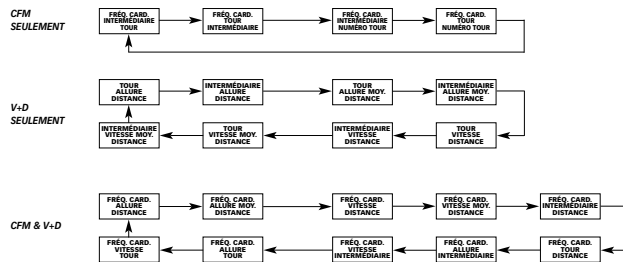 CFM
SEULEMENT
FRÉQ. CARD.
INTERMÉDIAIRE
TOUR
FRÉQ. CARD.
TOUR
INTERMÉDIAIRE
FRÉQ. CARD.
INTERMÉDIAIRE
NUMÉRO TOUR
FRÉQ. CARD.
TOUR
NUMÉRO TOUR
V+D
SEULEMENT
TOUR
ALLURE
DISTANCE
INTERMÉDIAIRE
ALLURE
DISTANCE
TOUR
ALLURE MOY.
DISTANCE
INTERMÉDIAIRE
ALLURE MOY.
DISTANCE
INTERMÉDIAIRE
VITESSE MOY.
DISTANCE
TOUR
VITESSE MOY.
DISTANCE
INTERMÉDIAIRE
VITESSE
DISTANCE
TOUR
VITESSE
DISTANCE
CFM & V+D
FRÉQ. CARD.
ALLURE
DISTANCE
FRÉQ. CARD.
ALLURE MOY.
DISTANCE
FRÉQ. CARD.
VITESSE
DISTANCE
FRÉQ. CARD.
VITESSE MOY.
DISTANCE
FRÉQ. CARD.
INTERMÉDIAIRE
DISTANCE
FRÉQ. CARD.
VITESSE
TOUR
FRÉQ. CARD.
ALLURE
TOUR
FRÉQ. CARD.
VITESSE
INTERMÉDIAIRE
FRÉQ. CARD.
ALLURE
INTERMÉDIAIRE
FRÉQ. CARD.
TOUR
DISTANCE